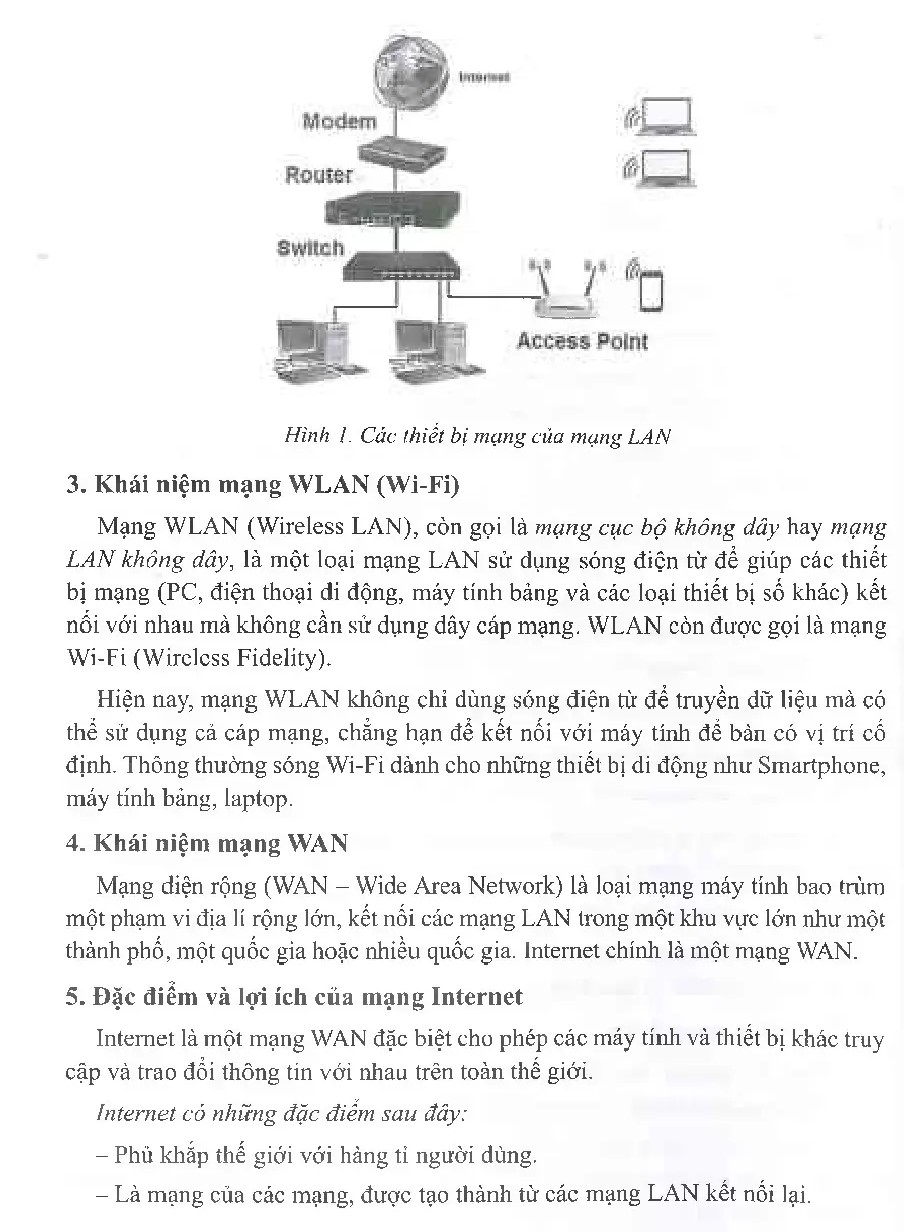 Internet
Modem
Router
Switch
Access Point
Hình 1. Các thiết bị mạng của mạng LAN
3. Khái niệm mạng WLAN (Wi-Fi)
Mạng WLAN (Wireless LAN), còn gọi là mạng cục bộ không dây hay mạng
LAN không dây, là một loại mạng LAN sử dụng sóng điện từ để giúp các thiết
bị mạng (PC, điện thoại di động, máy tính bảng và các loại thiết bị số khác) kết
nối với nhau mà không cần sử dụng dây cáp mạng. WLAN còn được gọi là mạng
Wi-Fi (Wireless Fidelity).
Hiện nay, mạng WLAN không chỉ dùng sóng điện từ để truyền dữ liệu mà có
thể sử dụng cả cáp mạng, chẳng hạn để kết nối với máy tính để bàn có vị trí cố
định. Thông thường sóng Wi-Fi dành cho những thiết bị di động như Smartphone,
máy tính bảng, laptop.
4. Khái niệm mạng WAN
Mạng diện rộng (WAN – Wide Area Network) là loại mạng máy tính bao trùm
một phạm vi địa lí rộng lớn, kết nối các mạng LAN trong một khu vực lớn như một
thành phố, một quốc gia hoặc nhiều quốc gia. Internet chính là một mạng WAN.
5. Đặc điểm và lợi ích của mạng Internet
Internet là một mạng WAN đặc biệt cho phép các máy tính và thiết bị khác truy
cập và trao đổi thông tin với nhau trên toàn thế giới.
Internet có những đặc điểm sau đây:
– Phủ khắp thế giới với hàng tỉ người dùng.
– Là mạng của các mạng, được tạo thành từ các mạng LAN kết nối lại.